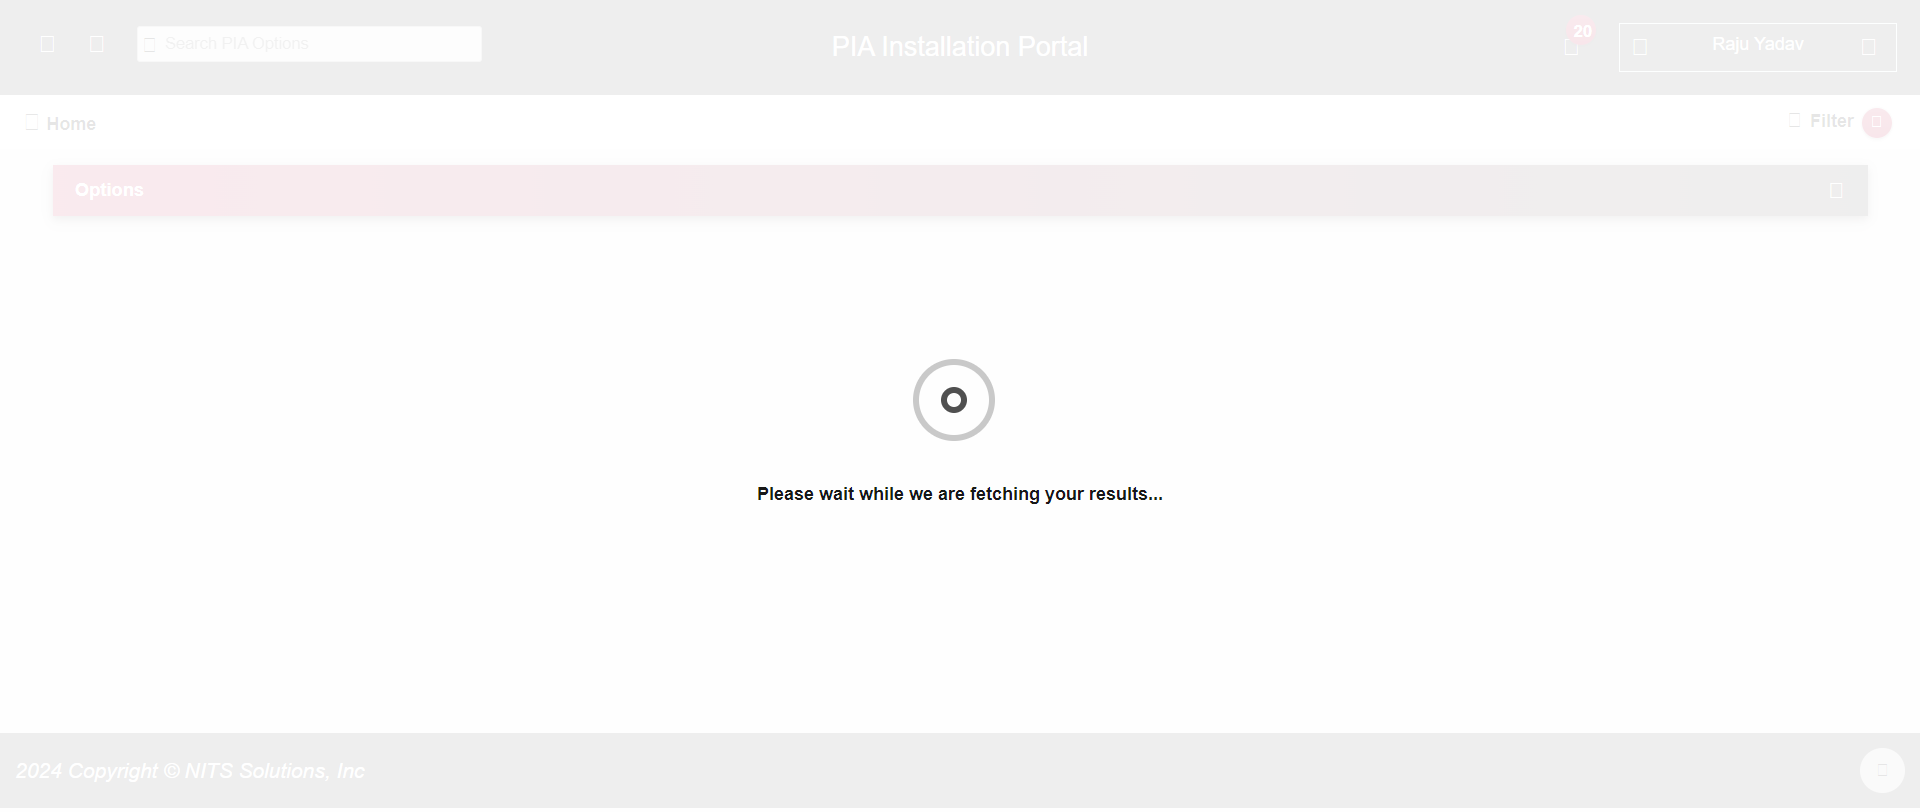 Search PIA Options
PIA Installation Portal
20
Raju Yadav
Home
Filter
Options
Please wait while we are fetching your results...
2024 Copyright © NITS Solutions, Inc